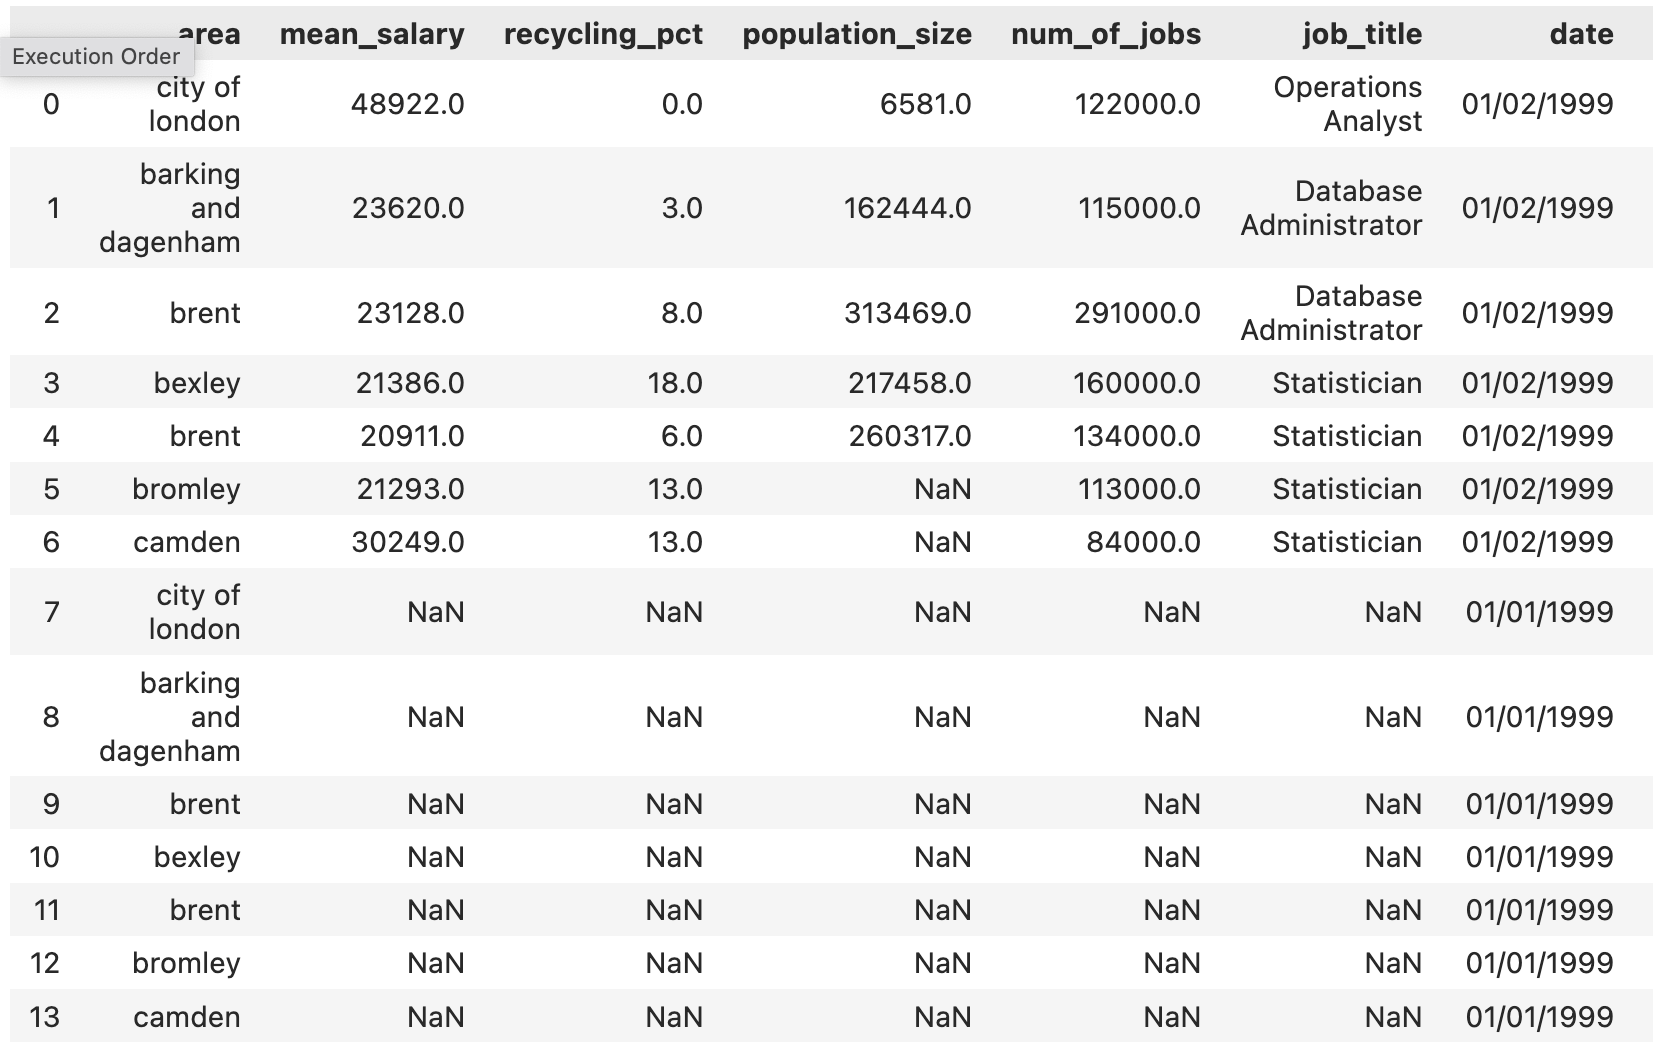 area mean_salary recycling_pct population_size num_of_jobs job_title date
Execution Order
0 city of london 48922.0 0.0 6581.0 122000.0 Operations Analyst 01/02/1999
1 barking and dagenham 23620.0 3.0 162444.0 115000.0 Database Administrator 01/02/1999
2 brent 23128.0 8.0 313469.0 291000.0 Database Administrator 01/02/1999
3 bexley 21386.0 18.0 217458.0 160000.0 Statistician 01/02/1999
4 brent 20911.0 6.0 260317.0 134000.0 Statistician 01/02/1999
5 bromley 21293.0 13.0 NaN 113000.0 Statistician 01/02/1999
6 camden 30249.0 13.0 NaN 84000.0 Statistician 01/02/1999
7 city of london NaN NaN NaN NaN NaN 01/01/1999
8 barking and dagenham NaN NaN NaN NaN NaN 01/01/1999
9 brent NaN NaN NaN NaN NaN 01/01/1999
10 bexley NaN NaN NaN NaN NaN 01/01/1999
11 brent NaN NaN NaN NaN NaN 01/01/1999
12 bromley NaN NaN NaN NaN NaN 01/01/1999
13 camden NaN NaN NaN NaN NaN 01/01/1999